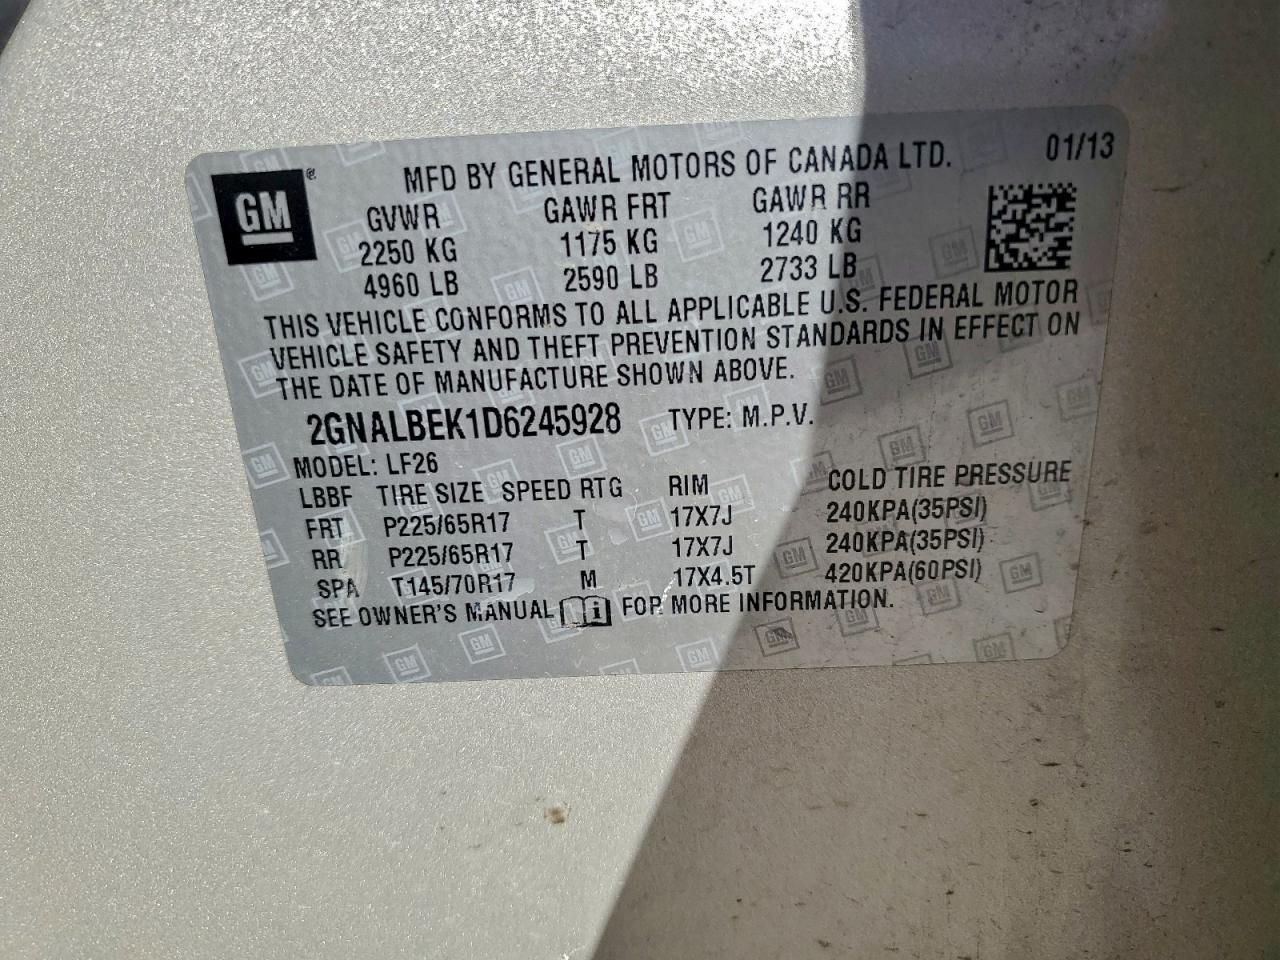 GM ®
MFD BY GENERAL MOTORS OF CANADA LTD. 01/13
GVWR GAWR FRT GAWR RR
2250 KG 1175 KG 1240 KG
4960 LB 2590 LB 2733 LB
THIS VEHICLE CONFORMS TO ALL APPLICABLE U.S. FEDERAL MOTOR
VEHICLE SAFETY AND THEFT PREVENTION STANDARDS IN EFFECT ON
THE DATE OF MANUFACTURE SHOWN ABOVE.
2GNALBEK1D6245928 TYPE: M.P.V.
MODEL: LF26
LBBF TIRE SIZE SPEED RTG RIM COLD TIRE PRESSURE
FRT P225/65R17 T 17X7J 240KPA(35PSI)
RR P225/65R17 T 17X7J 240KPA(35PSI)
SPA T145/70R17 M 17X4.5T 420KPA(60PSI)
SEE OWNER'S MANUAL i FOR MORE INFORMATION.